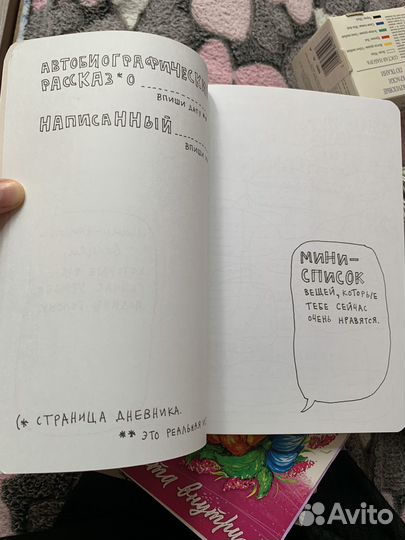 АВТОБИОГРАФИЧЕСКИ
РАССКАЗ* О
ВПИШИ ДАТУ
НАПИСАННЫЙ
ВПИШИ
(* СТРАНИЦА ДНЕВНИКА.
** ЭТО РЕАЛЬНАЯ
МИНИ-
СПИСОК
ВЕЩЕЙ, КОТОРЫЕ
ТЕБЕ СЕЙЧАС
ОЧЕНЬ НРАВЯТСЯ.
внутри
Avito